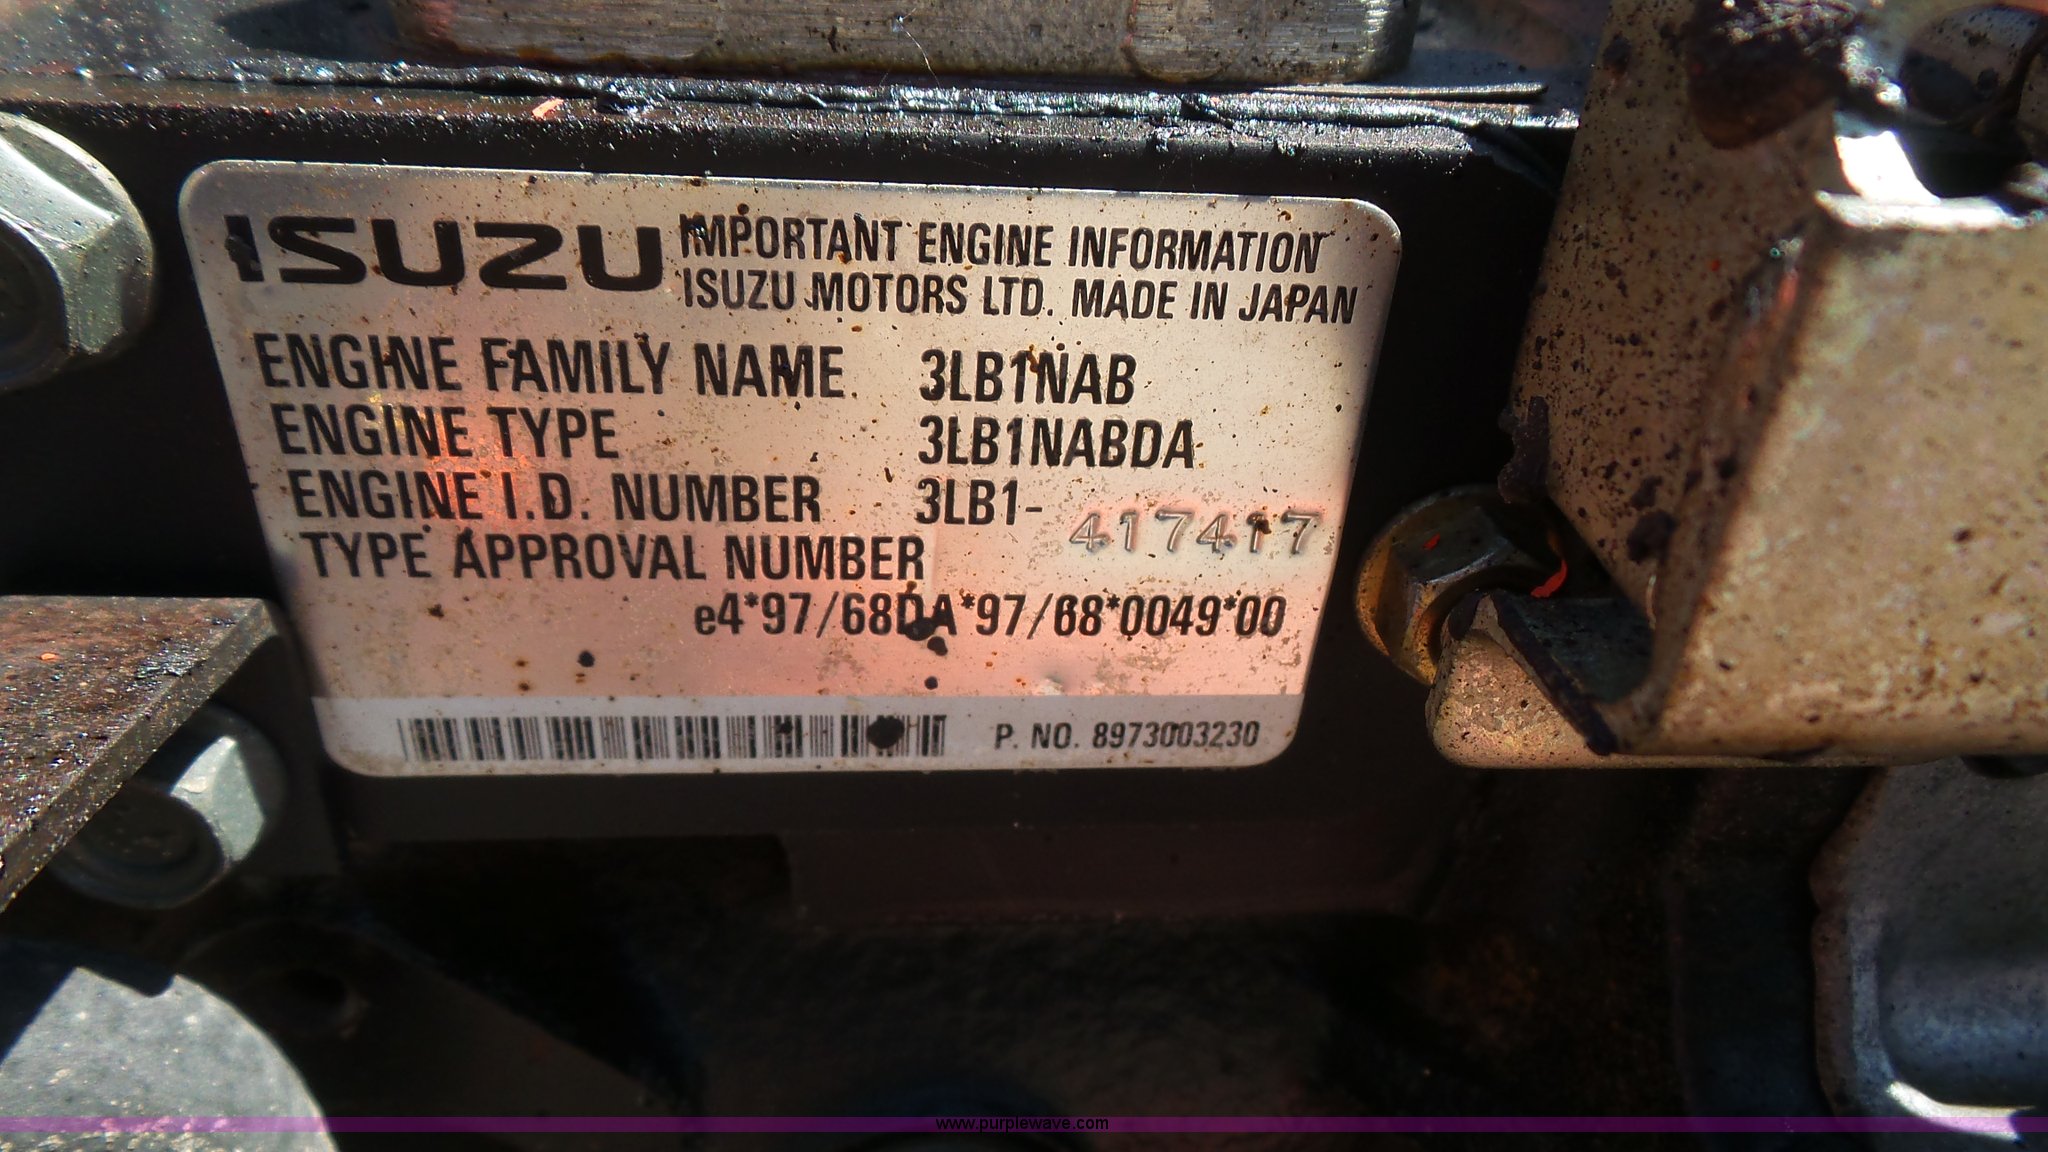 ISUZU IMPORTANT ENGINE INFORMATION
ISUZU MOTORS LTD. MADE IN JAPAN
ENGINE FAMILY NAME 3LB1NAB
ENGINE TYPE 3LB1NABDA
ENGINE I.D. NUMBER 3LB1- 417417
TYPE APPROVAL NUMBER
e4*97/68DA*97/68*0049*00
P. NO. 8973003230
www.purplewave.com